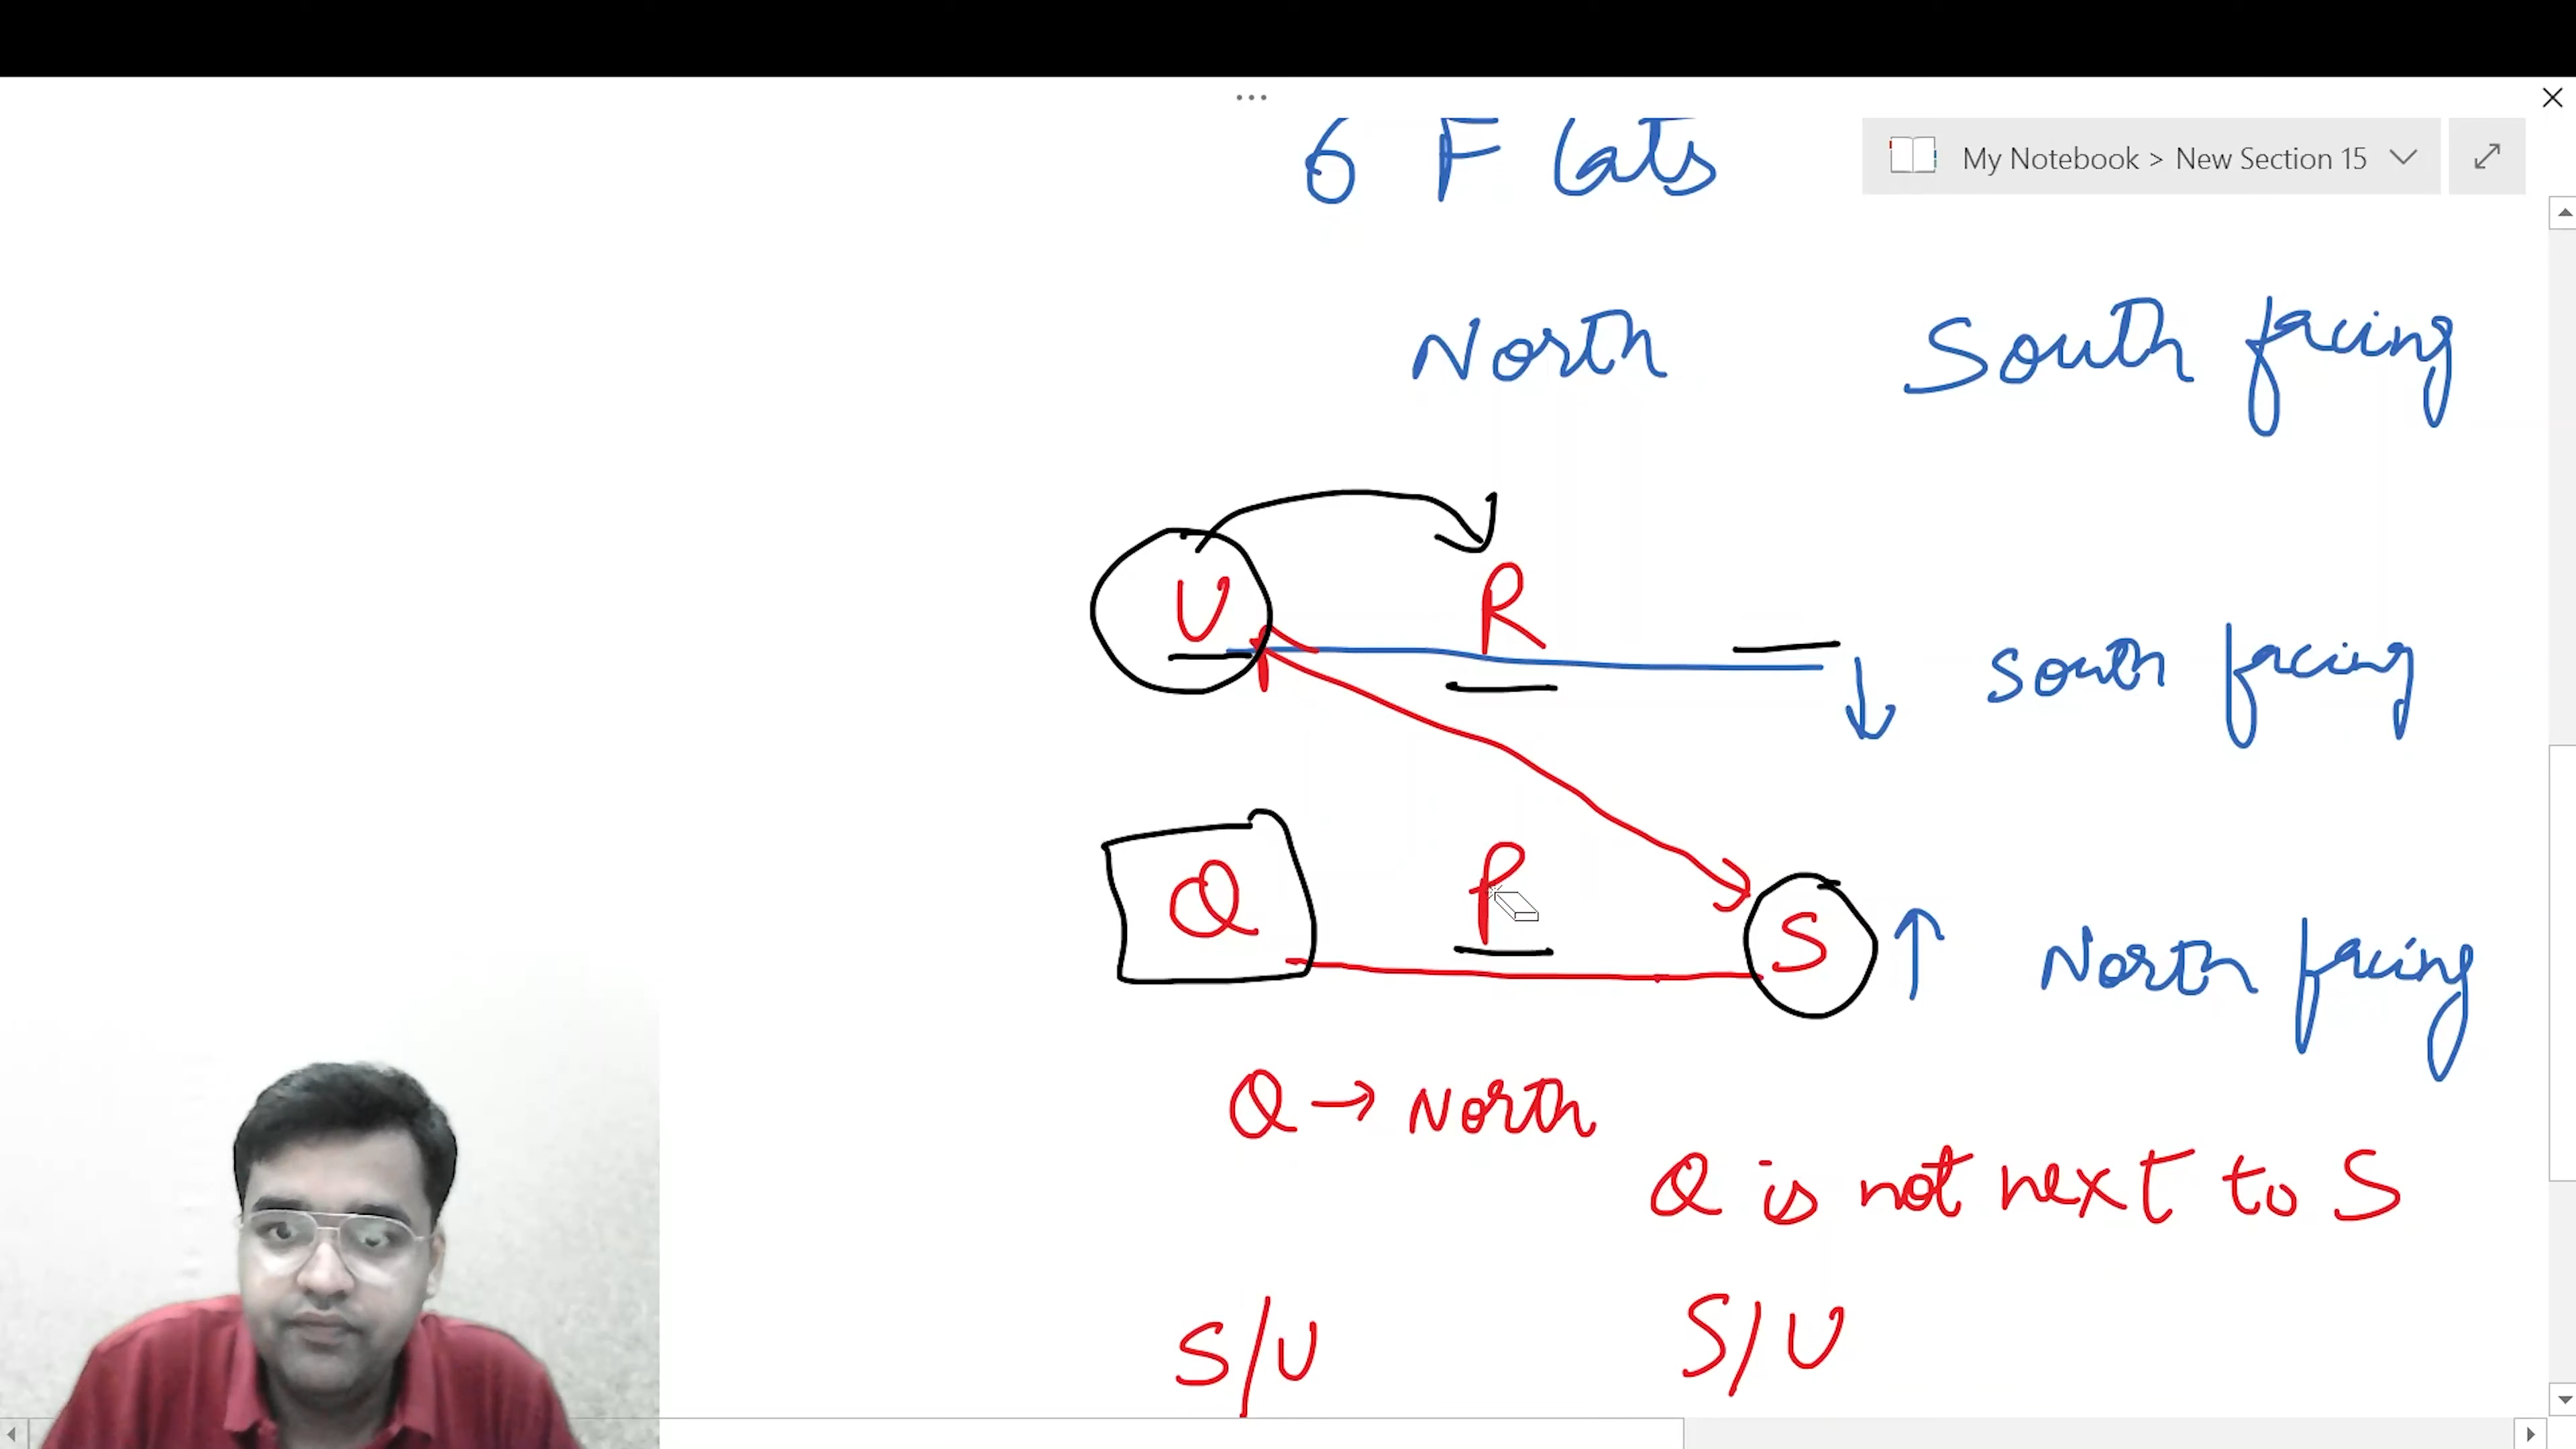 6 Flats
My Notebook > New Section 15
North South facing
U R
South facing
Q P S
North facing
Q → North
Q is not next to S
S/U S/U